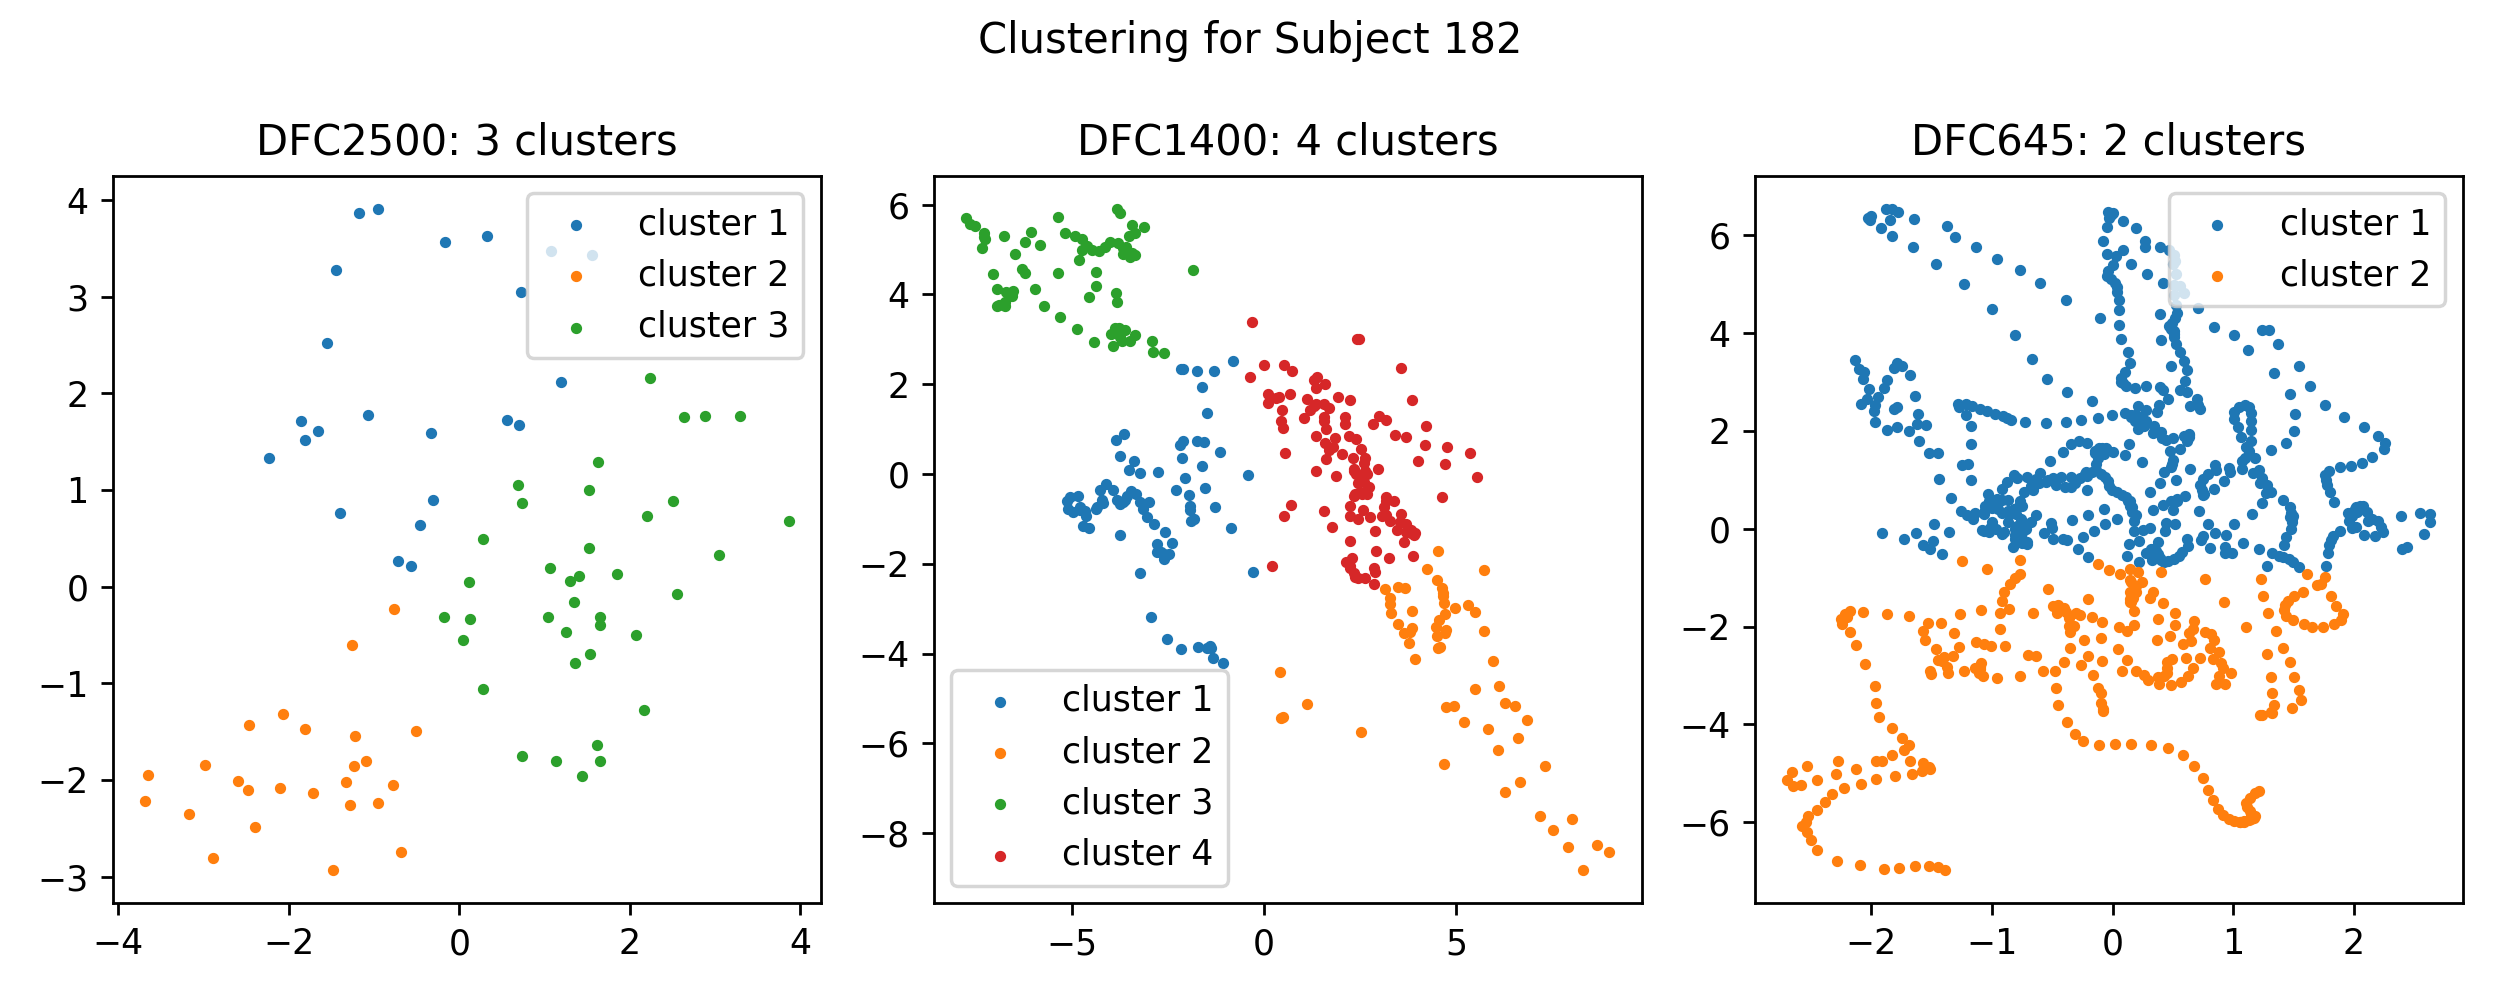 Clustering for Subject 182
DFC2500: 3 clusters
4
3
2
1
0
−1
−2
−3
−4
−2
0
2
4
cluster 1
cluster 2
cluster 3
DFC1400: 4 clusters
6
4
2
0
−2
−4
−6
−8
−5
0
5
cluster 1
cluster 2
cluster 3
cluster 4
DFC645: 2 clusters
6
4
2
0
−2
−4
−6
−2
−1
0
1
2
cluster 1
cluster 2